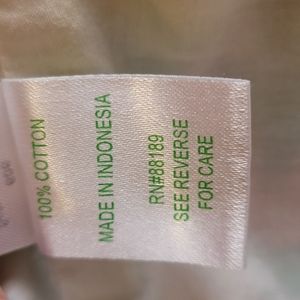 100% COTTON
MADE IN INDONESIA
RN#88189
SEE REVERSE
FOR CARE